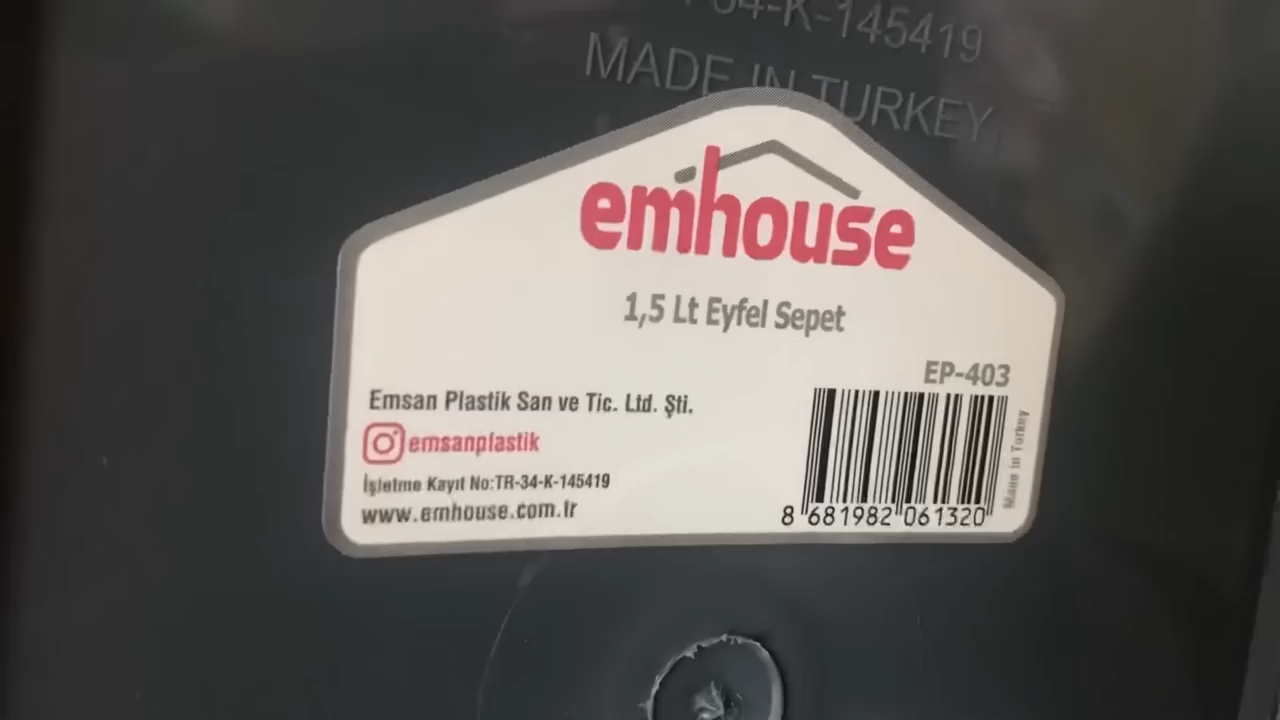 34-K-145419
MADE IN TURKEY
emhouse
1,5 Lt Eyfel Sepet
EP-403
Emsan Plastik San ve Tic. Ltd. Şti.
emsanplastik
İşletme Kayıt No:TR-34-K-145419
www.emhouse.com.tr
8 681982 061320
Made in Turkey